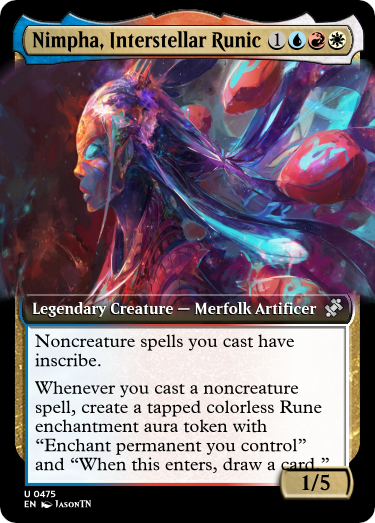 Nimpha, Interstellar Runic 1
Legendary Creature — Merfolk Artificer
Noncreature spells you cast have
inscribe.
Whenever you cast a noncreature
spell, create a tapped colorless Rune
enchantment aura token with
“Enchant permanent you control”
and “When this enters, draw a card.”
1/5
U 0475
EN JASONTN